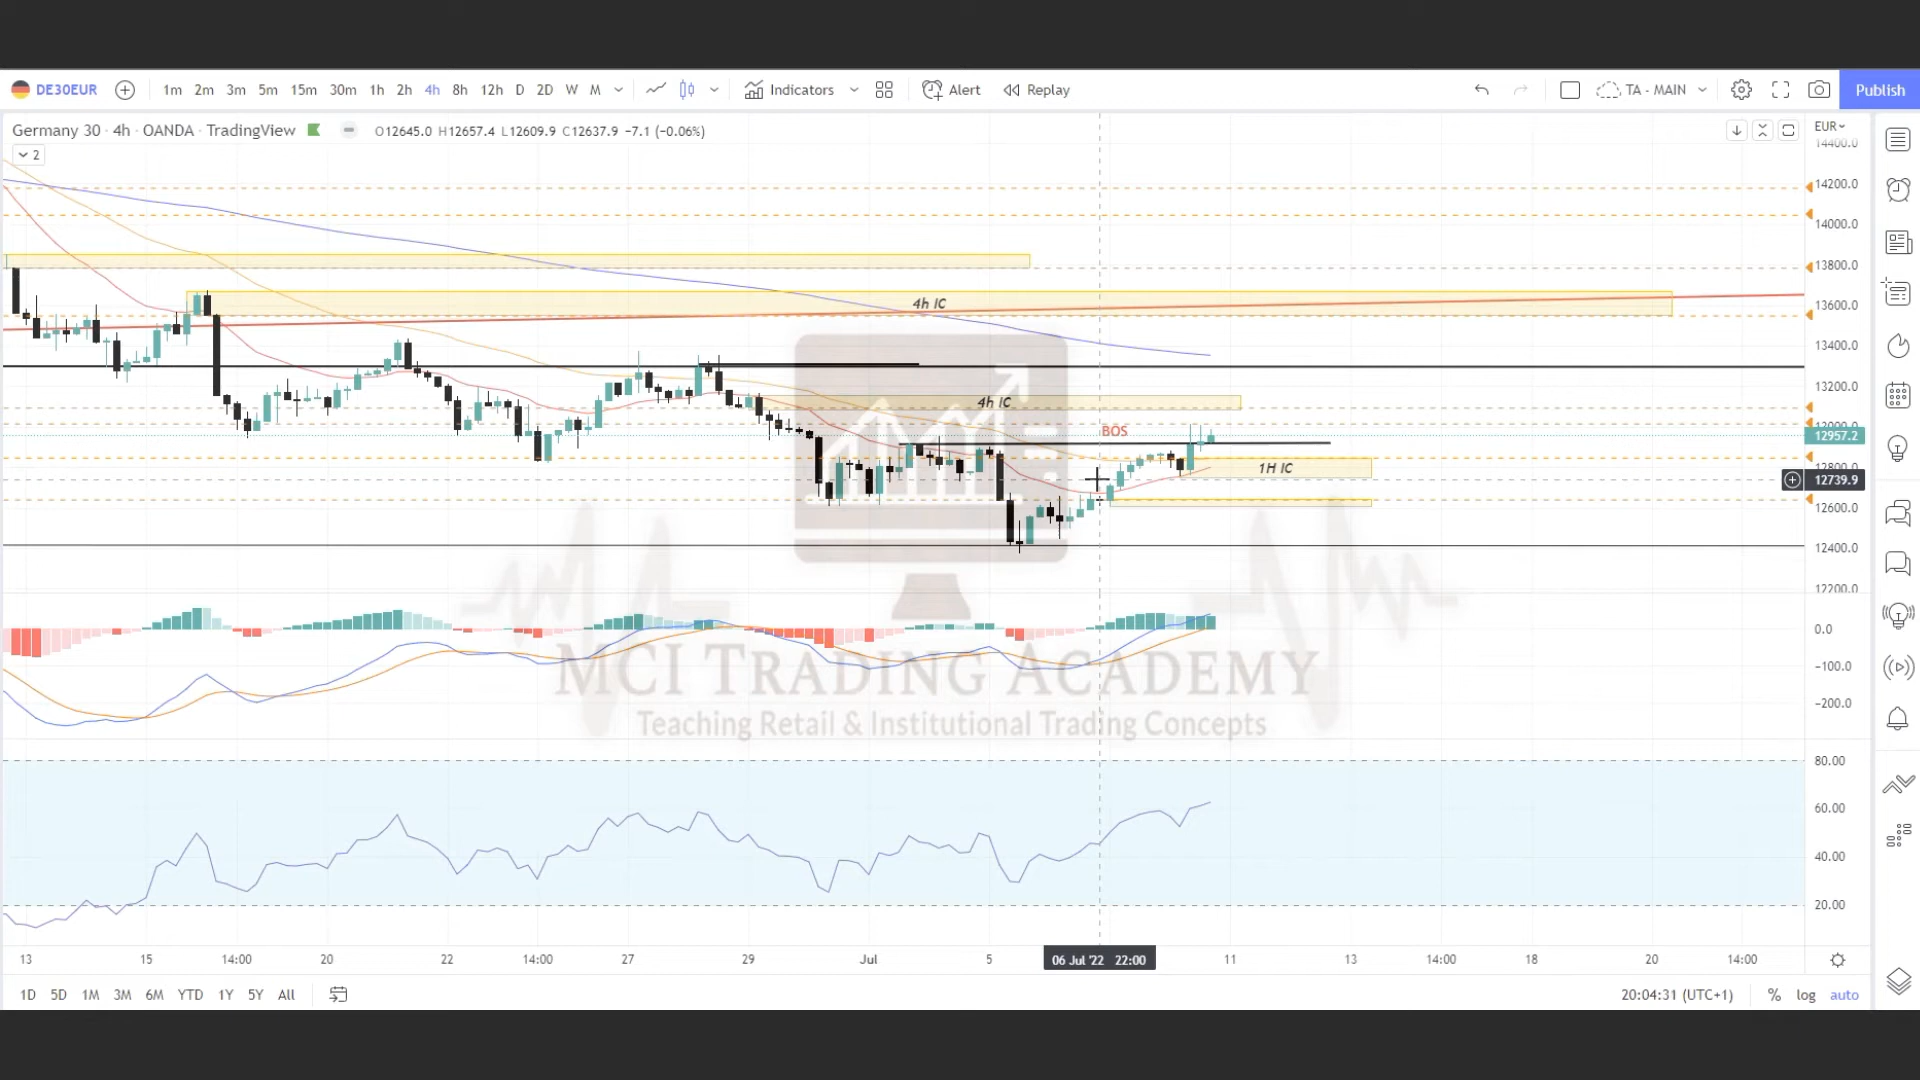 DE30EUR 1m 2m 3m 5m 15m 30m 1h 2h 4h 8h 12h D 2D W M Indicators Alert Replay TA - MAIN Publish
Germany 30 · 4h · OANDA · TradingView O12645.0 H12657.4 L12609.9 C12637.9 −7.1 (−0.06%) EUR
2
14400.0
14200.0
14000.0
13800.0
13600.0
13400.0
13200.0
13000.0
12957.2
12800.0
12739.9
12600.0
12400.0
12200.0
4h IC
4h IC
BOS
1H IC
0.0
−100.0
−200.0
MCI TRADING ACADEMY
Teaching Retail & Institutional Trading Concepts
80.00
60.00
40.00
20.00
13 15 14:00 20 22 14:00 27 29 Jul 5 06 Jul '22 22:00 11 13 14:00 18 20 14:00
1D 5D 1M 3M 6M YTD 1Y 5Y All 20:04:31 (UTC+1) % log auto